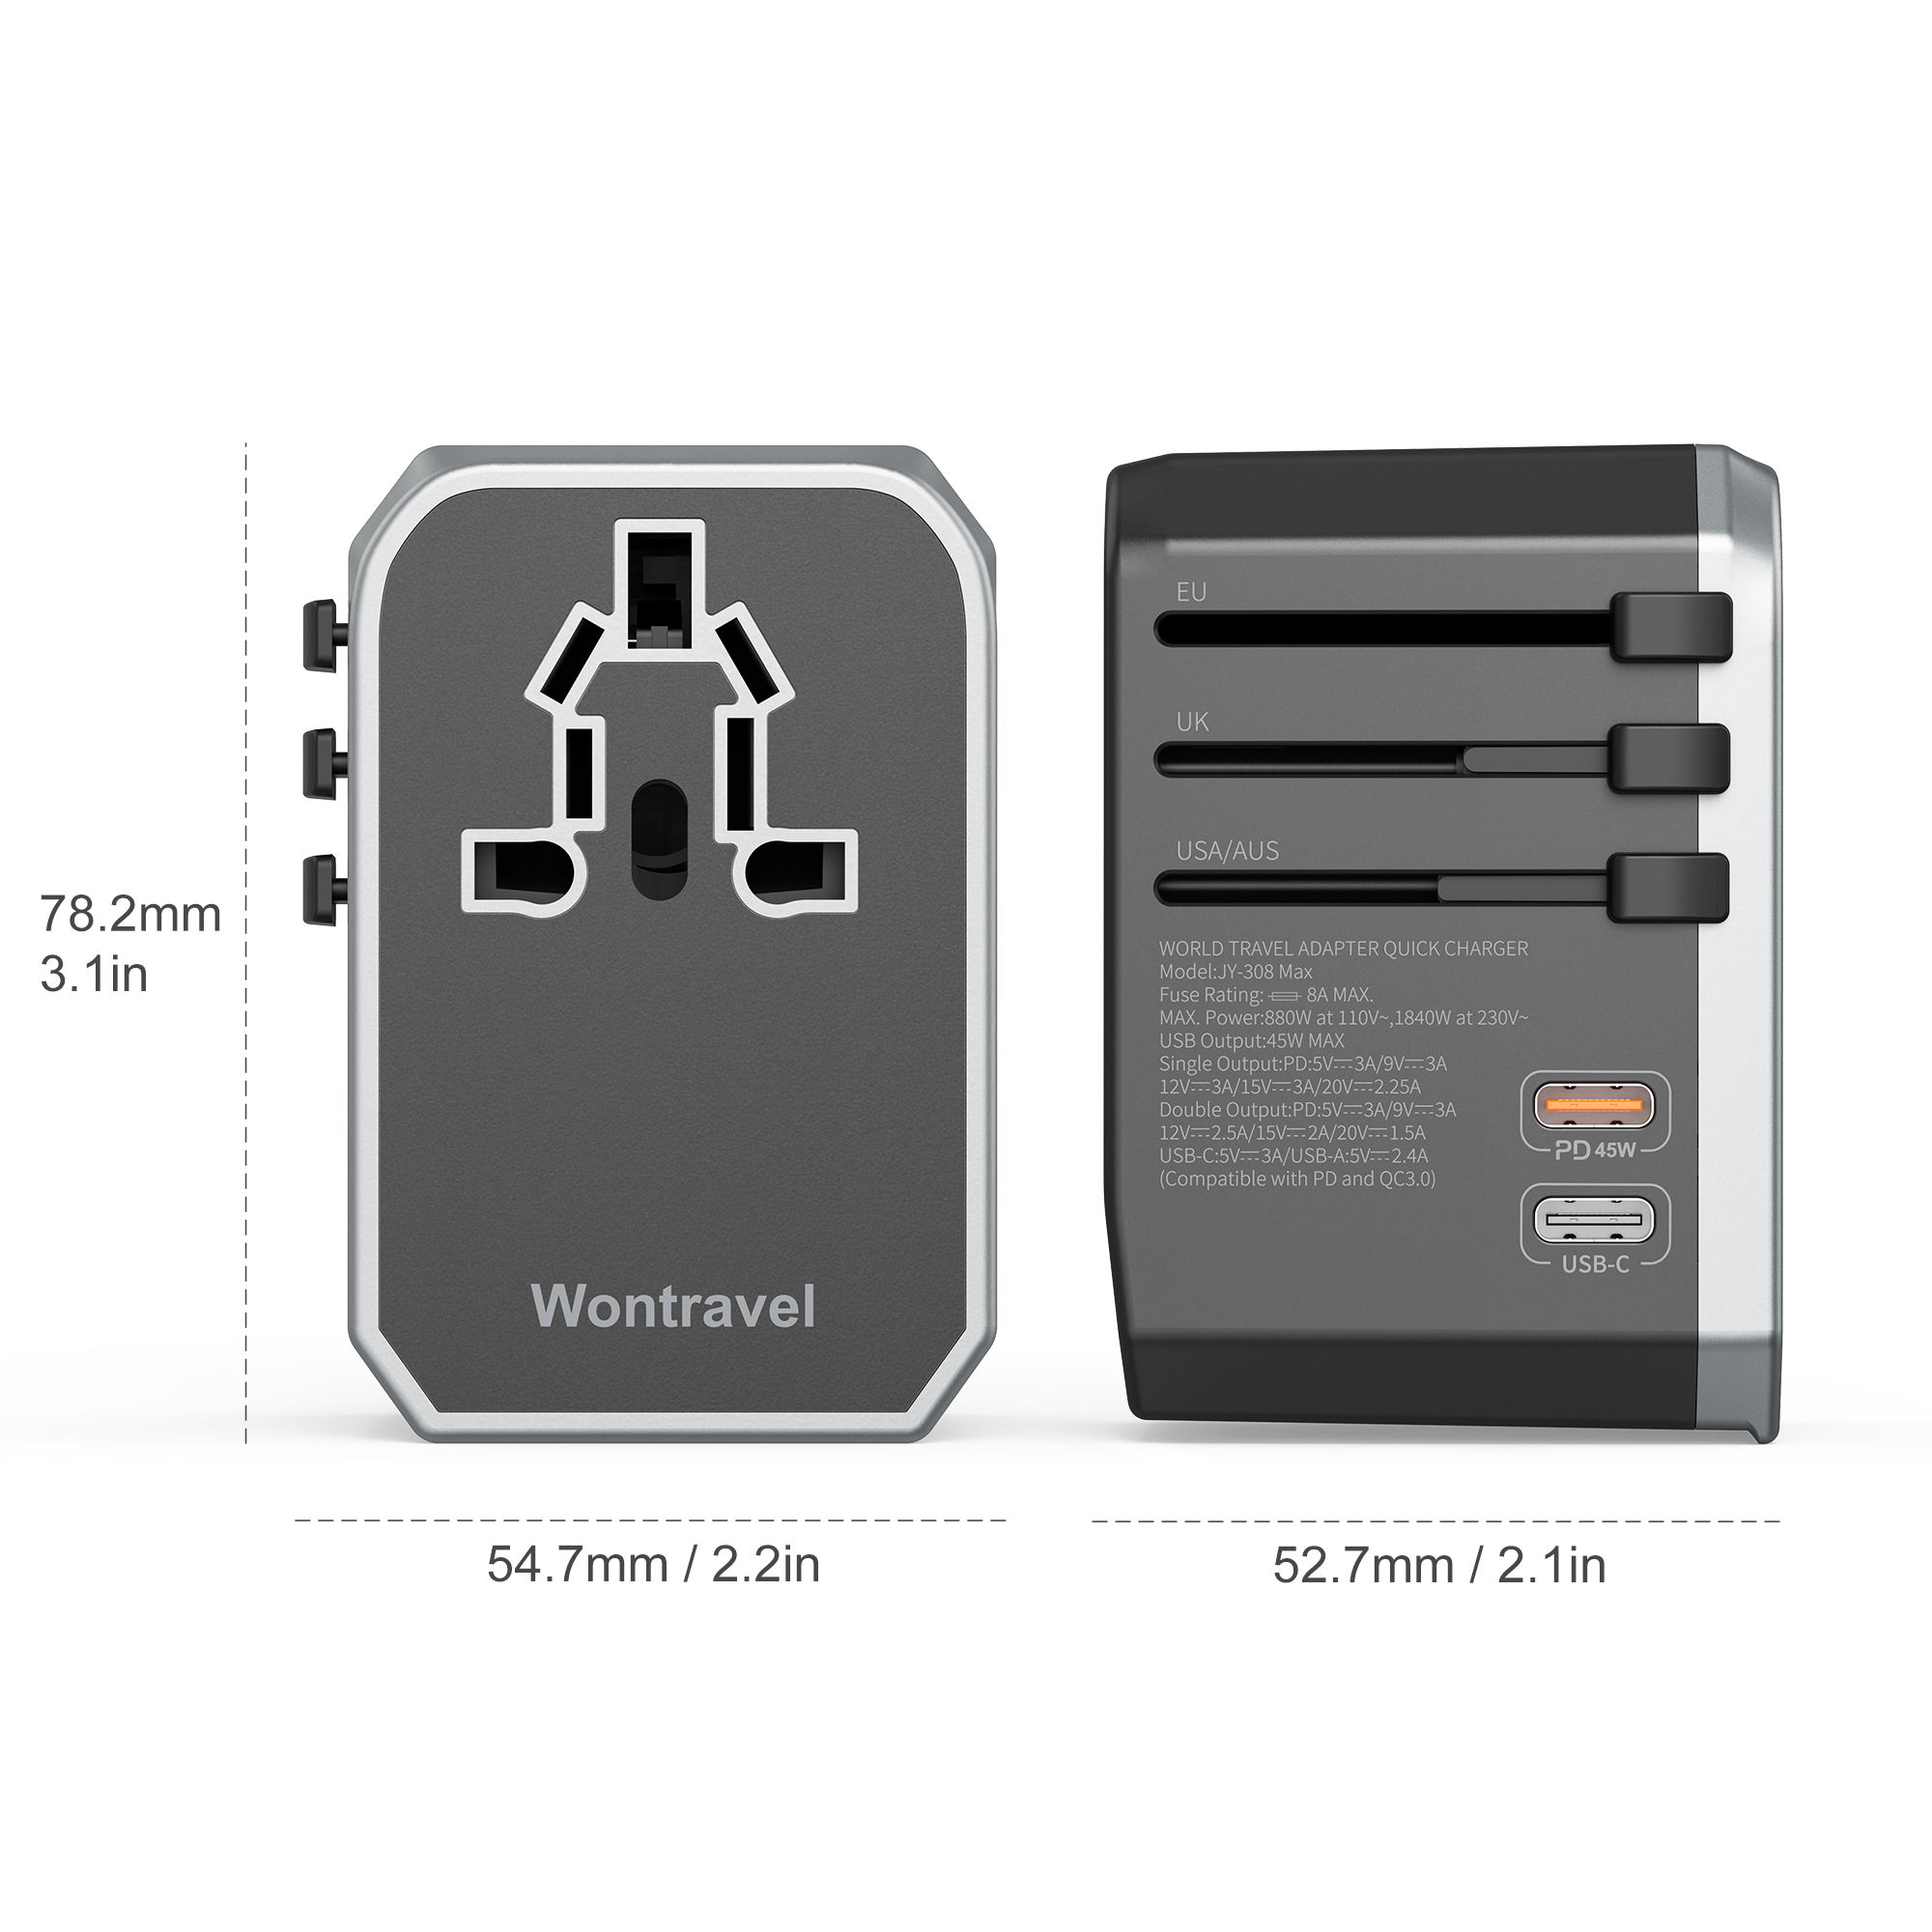 78.2mm
3.1in
Wontravel
54.7mm / 2.2in
EU
UK
USA/AUS
WORLD TRAVEL ADAPTER QUICK CHARGER
Model:JY-308 Max
Fuse Rating: 8A MAX.
MAX. Power:880W at 110V~,1840W at 230V~
USB Output:45W MAX
Single Output:PD:5V⎓3A/9V⎓3A
12V⎓3A/15V⎓3A/20V⎓2.25A
Double Output:PD:5V⎓3A/9V⎓3A
12V⎓2.5A/15V⎓2A/20V⎓1.5A
USB-C:5V⎓3A/USB-A:5V⎓2.4A
(Compatible with PD and QC3.0)
PD 45W
USB-C
52.7mm / 2.1in